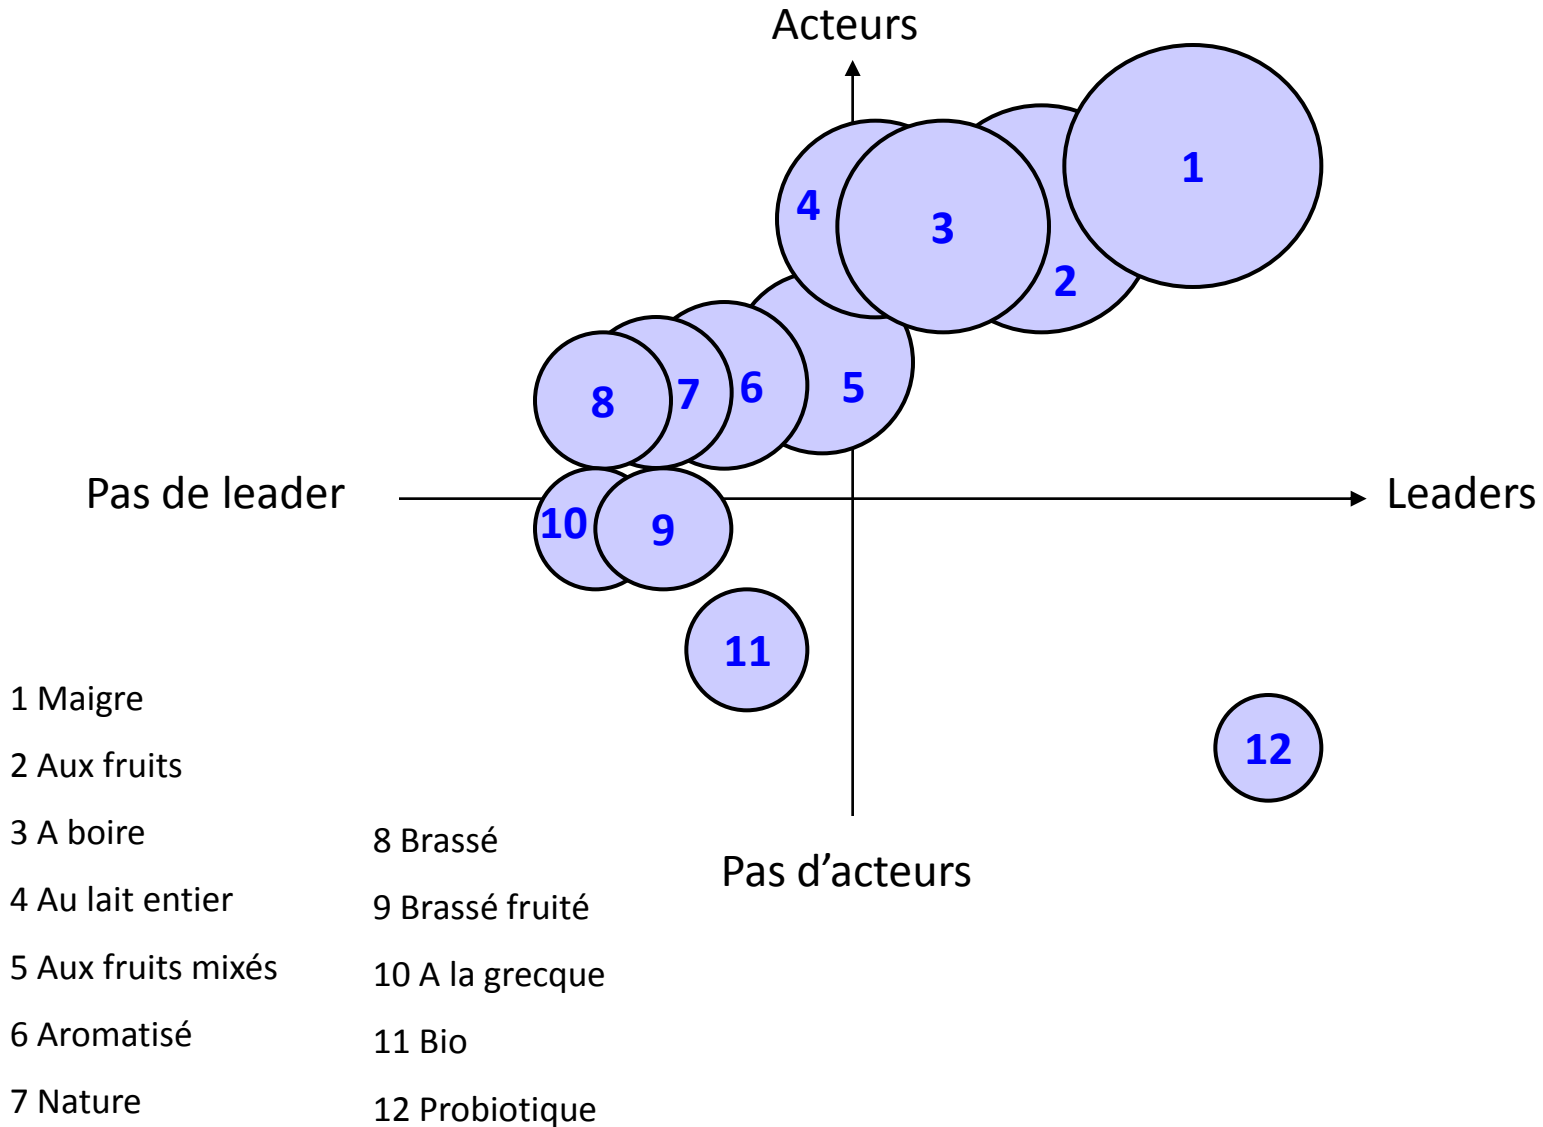 Acteurs
1
4
3
2
8
7
6
5
Pas de leader
Leaders
10
9
11
12
1 Maigre
2 Aux fruits
3 A boire
4 Au lait entier
5 Aux fruits mixés
6 Aromatisé
7 Nature
8 Brassé
9 Brassé fruité
10 A la grecque
11 Bio
12 Probiotique
Pas d’acteurs